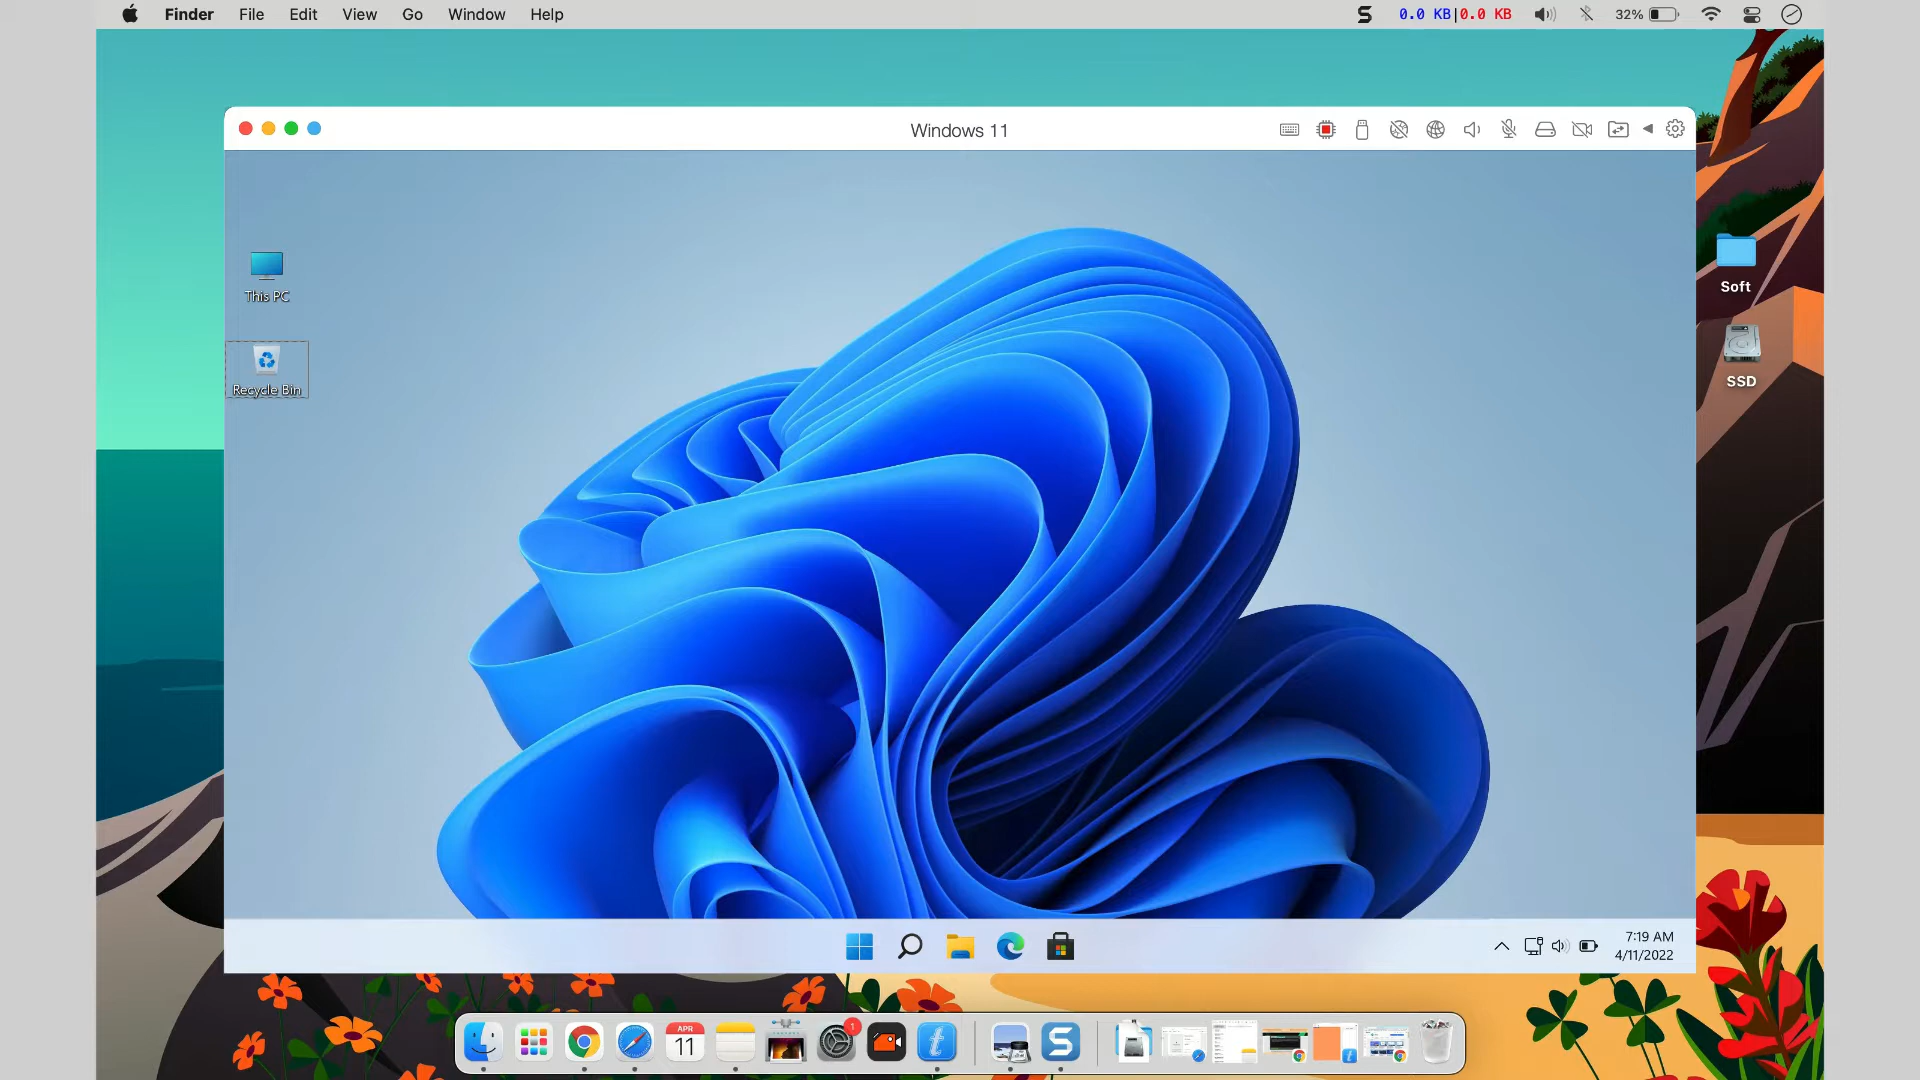 Finder File Edit View Go Window Help
0.0 KB|0.0 KB 32%
Windows 11
This PC
Recycle Bin
Soft
SSD
7:19 AM
4/11/2022
APR
11
1